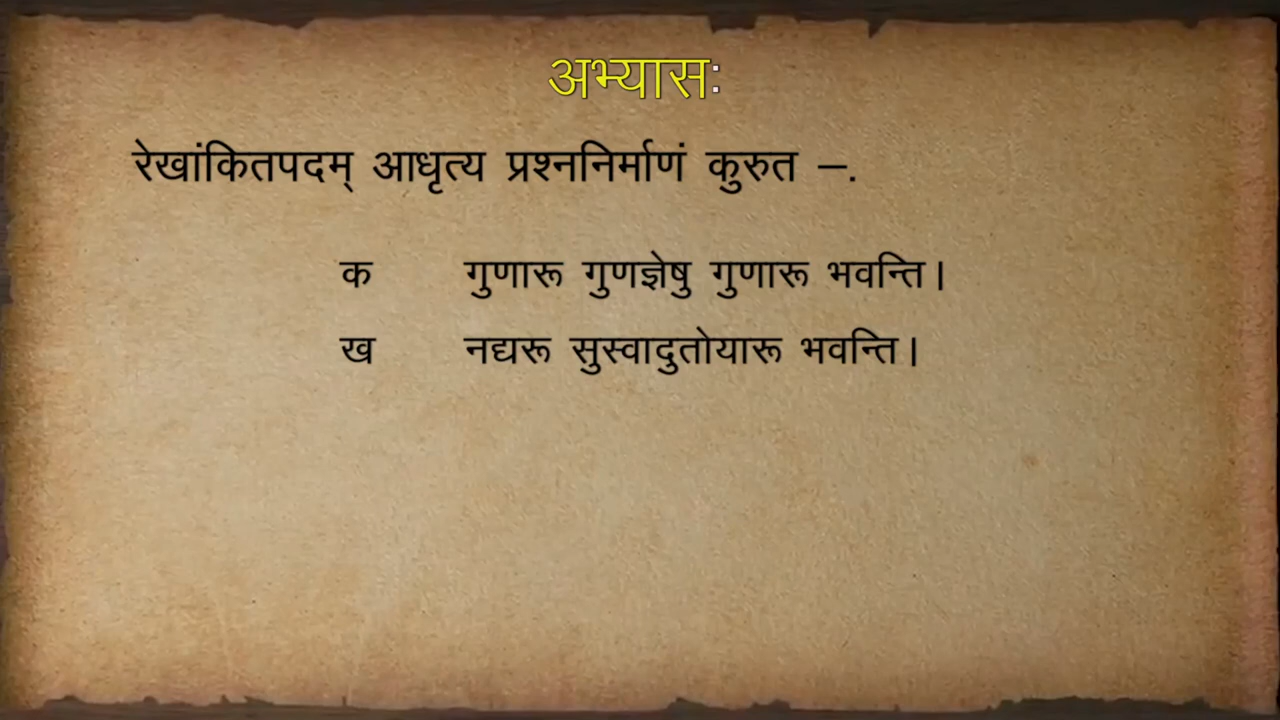 अभ्यासः
रेखांकितपदम् आधृत्य प्रश्ननिर्माणं कुरुत –.
क गुणारू गुणज्ञेषु गुणारू भवन्ति।
ख नद्यरू सुस्वादुतोयारू भवन्ति।